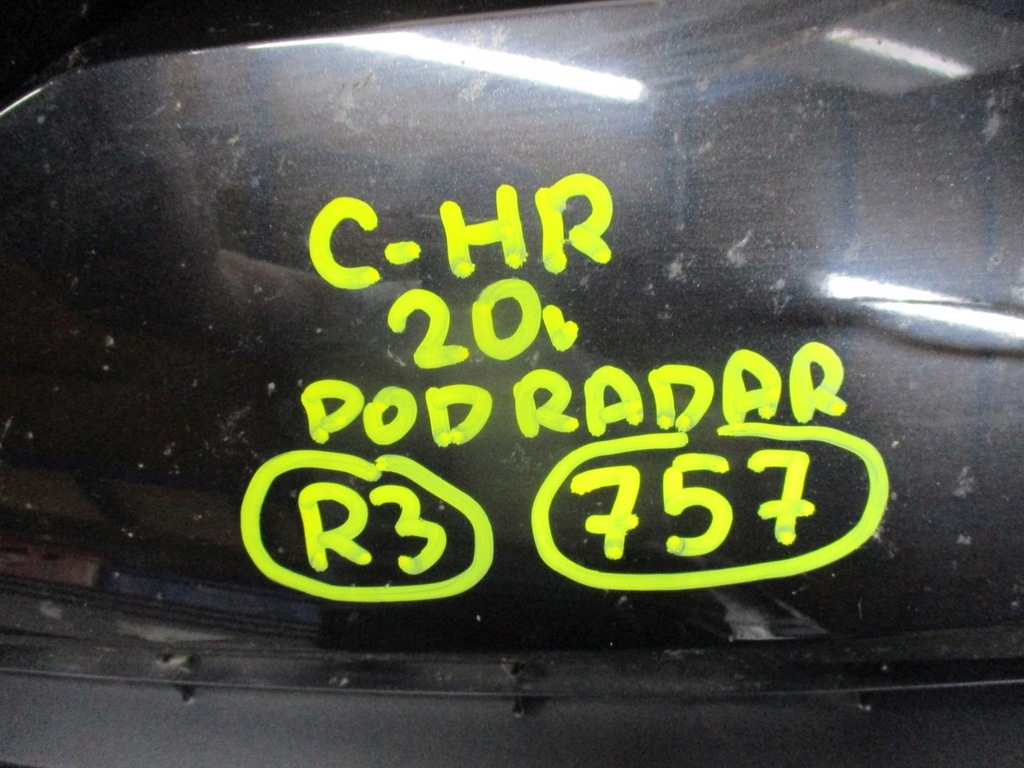 C-HR
20r
POD RADAR
R3 757